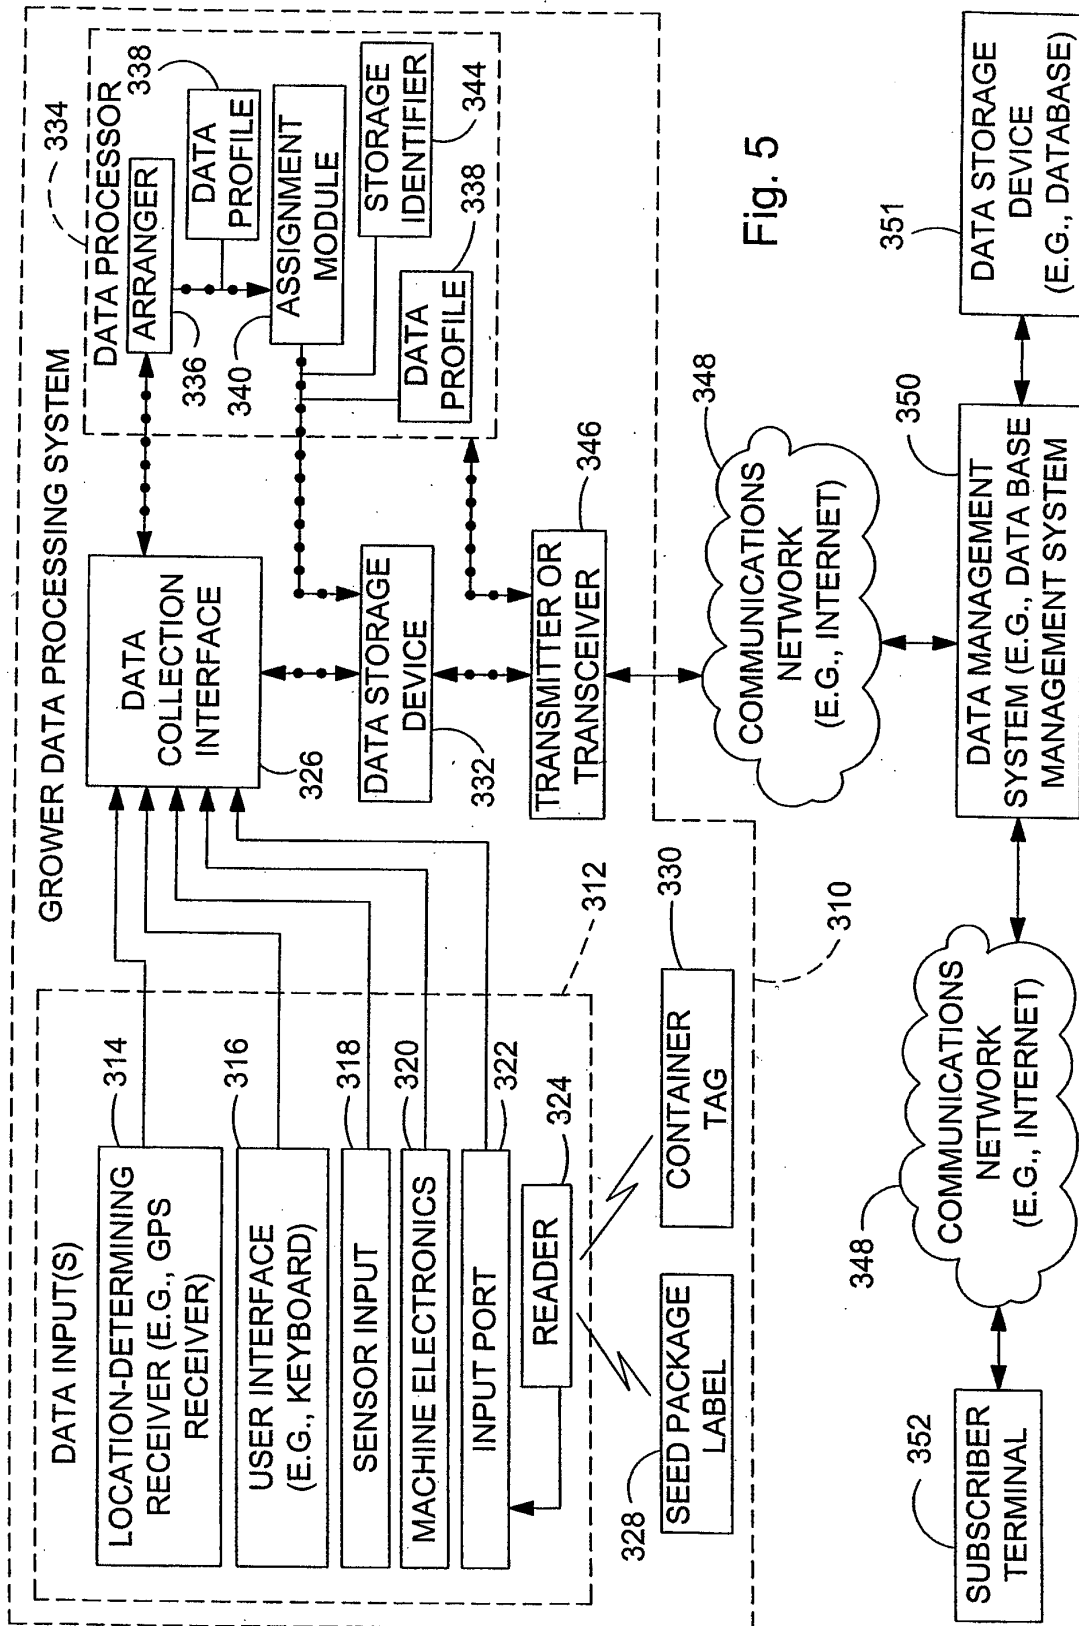 GROWER DATA PROCESSING SYSTEM
DATA INPUT(S)
LOCATION-DETERMINING
RECEIVER (E.G., GPS
RECEIVER)
314
USER INTERFACE
(E.G., KEYBOARD)
316
SENSOR INPUT
318
MACHINE ELECTRONICS
320
INPUT PORT
322
READER
324
312
SEED PACKAGE
LABEL
328
CONTAINER
TAG
330
310
DATA
COLLECTION
INTERFACE
326
DATA STORAGE
DEVICE
332
TRANSMITTER OR
TRANSCEIVER
346
DATA PROCESSOR
334
ARRANGER
336
DATA
PROFILE
338
ASSIGNMENT
MODULE
340
STORAGE
IDENTIFIER
344
DATA
PROFILE
338
Fig. 5
COMMUNICATIONS
NETWORK
(E.G., INTERNET)
348
SUBSCRIBER
TERMINAL
352
COMMUNICATIONS
NETWORK
(E.G., INTERNET)
348
DATA MANAGEMENT
SYSTEM (E.G., DATA BASE
MANAGEMENT SYSTEM
350
DATA STORAGE
DEVICE
(E.G., DATABASE)
351